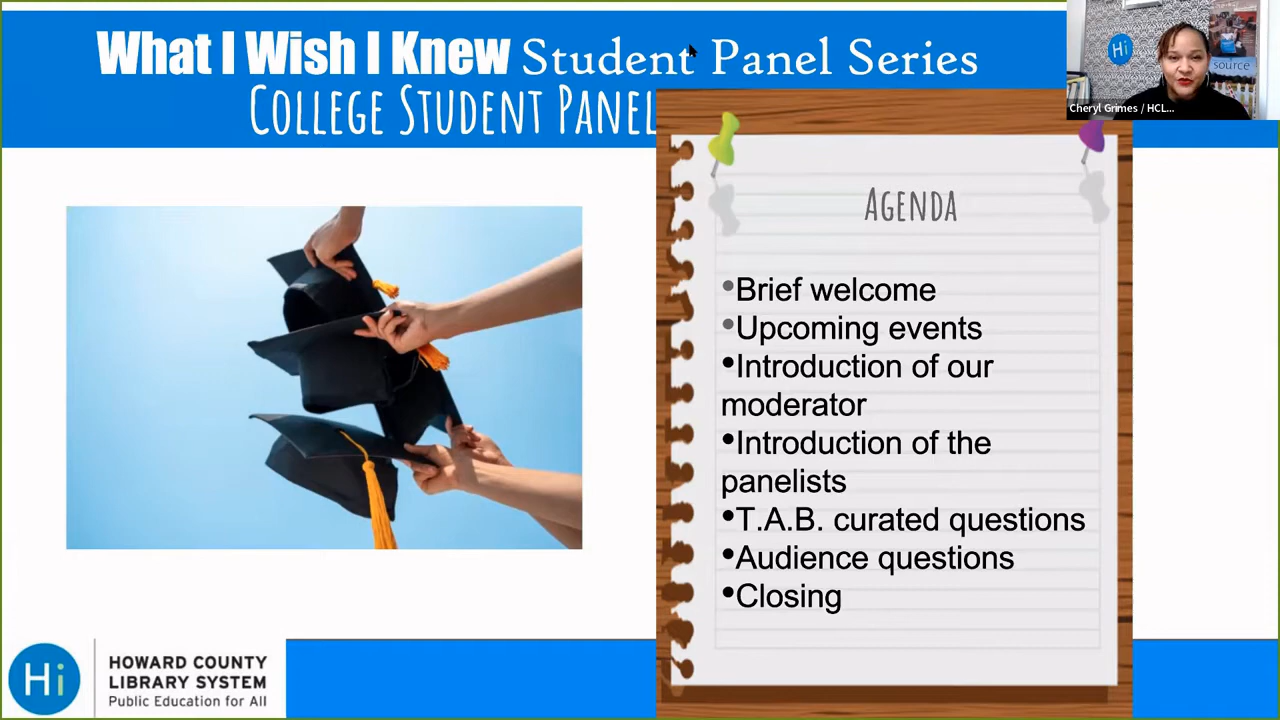 What I Wish I Knew Student Panel Series
College Student Panel
Hi
source
Cheryl Grimes / HCL...
Agenda
•Brief welcome
•Upcoming events
•Introduction of our
moderator
•Introduction of the
panelists
•T.A.B. curated questions
•Audience questions
•Closing
Hi
HOWARD COUNTY
LIBRARY SYSTEM
Public Education for All